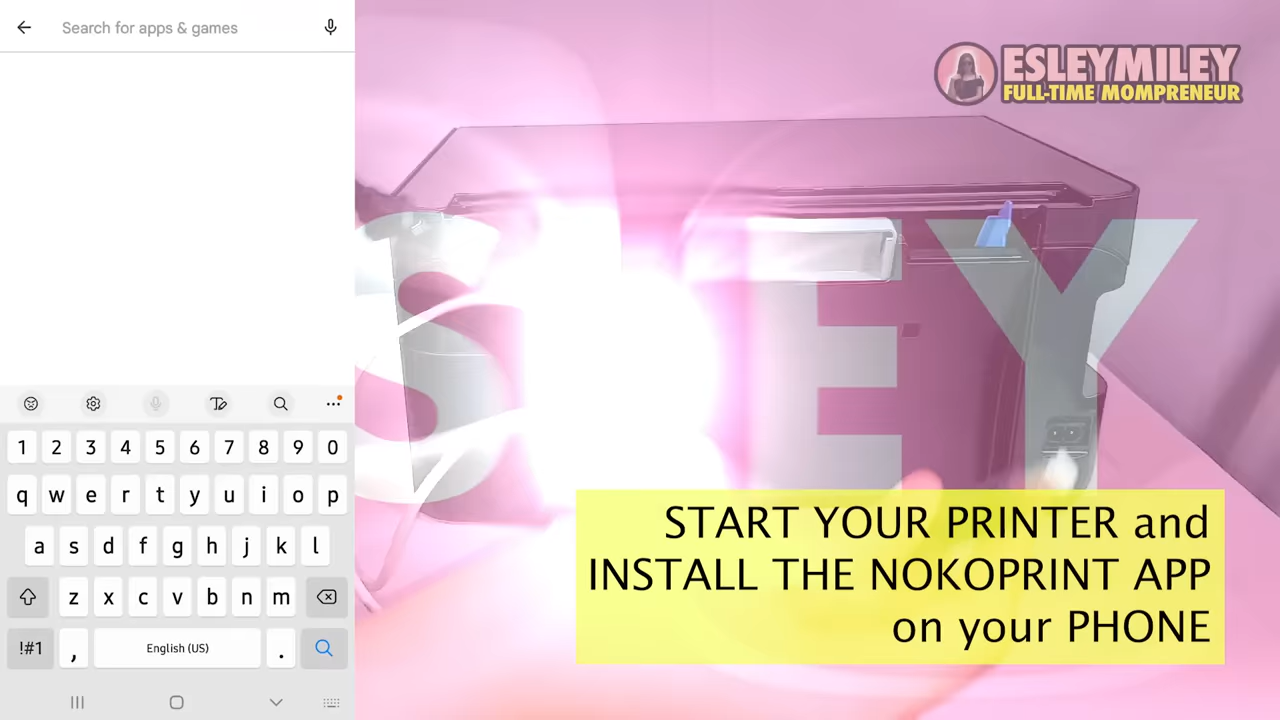 Search for apps & games
1 2 3 4 5 6 7 8 9 0
q w e r t y u i o p
a s d f g h j k l
z x c v b n m
!#1 , English (US) .
ESLEYMILEY
FULL-TIME MOMPRENEUR
S EY
START YOUR PRINTER and
INSTALL THE NOKOPRINT APP
on your PHONE